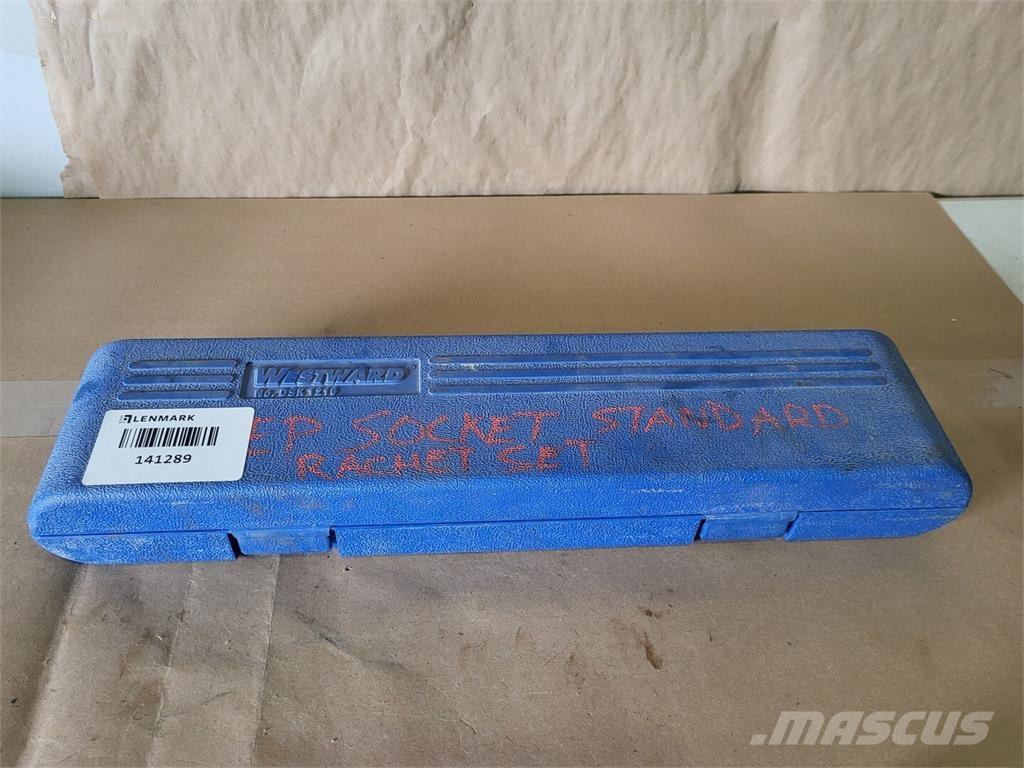 WESTWARD
LENMARK
141289
EP SOCKET STANDARD
RACHET SET
MASCUS